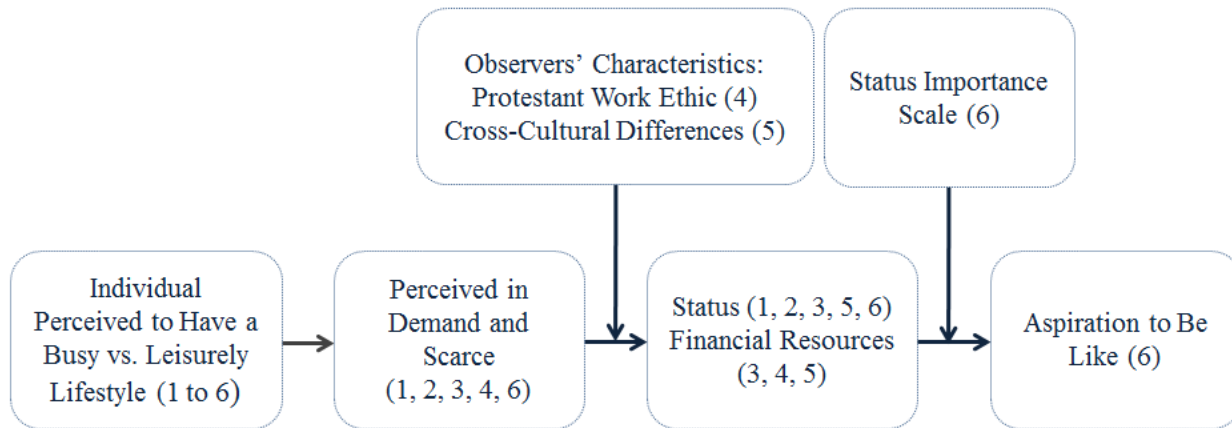 Observers’ Characteristics:
Protestant Work Ethic (4)
Cross-Cultural Differences (5)
Status Importance
Scale (6)
Individual
Perceived to Have a
Busy vs. Leisurely
Lifestyle (1 to 6)
Perceived in
Demand and
Scarce
(1, 2, 3, 4, 6)
Status (1, 2, 3, 5, 6)
Financial Resources
(3, 4, 5)
Aspiration to Be
Like (6)